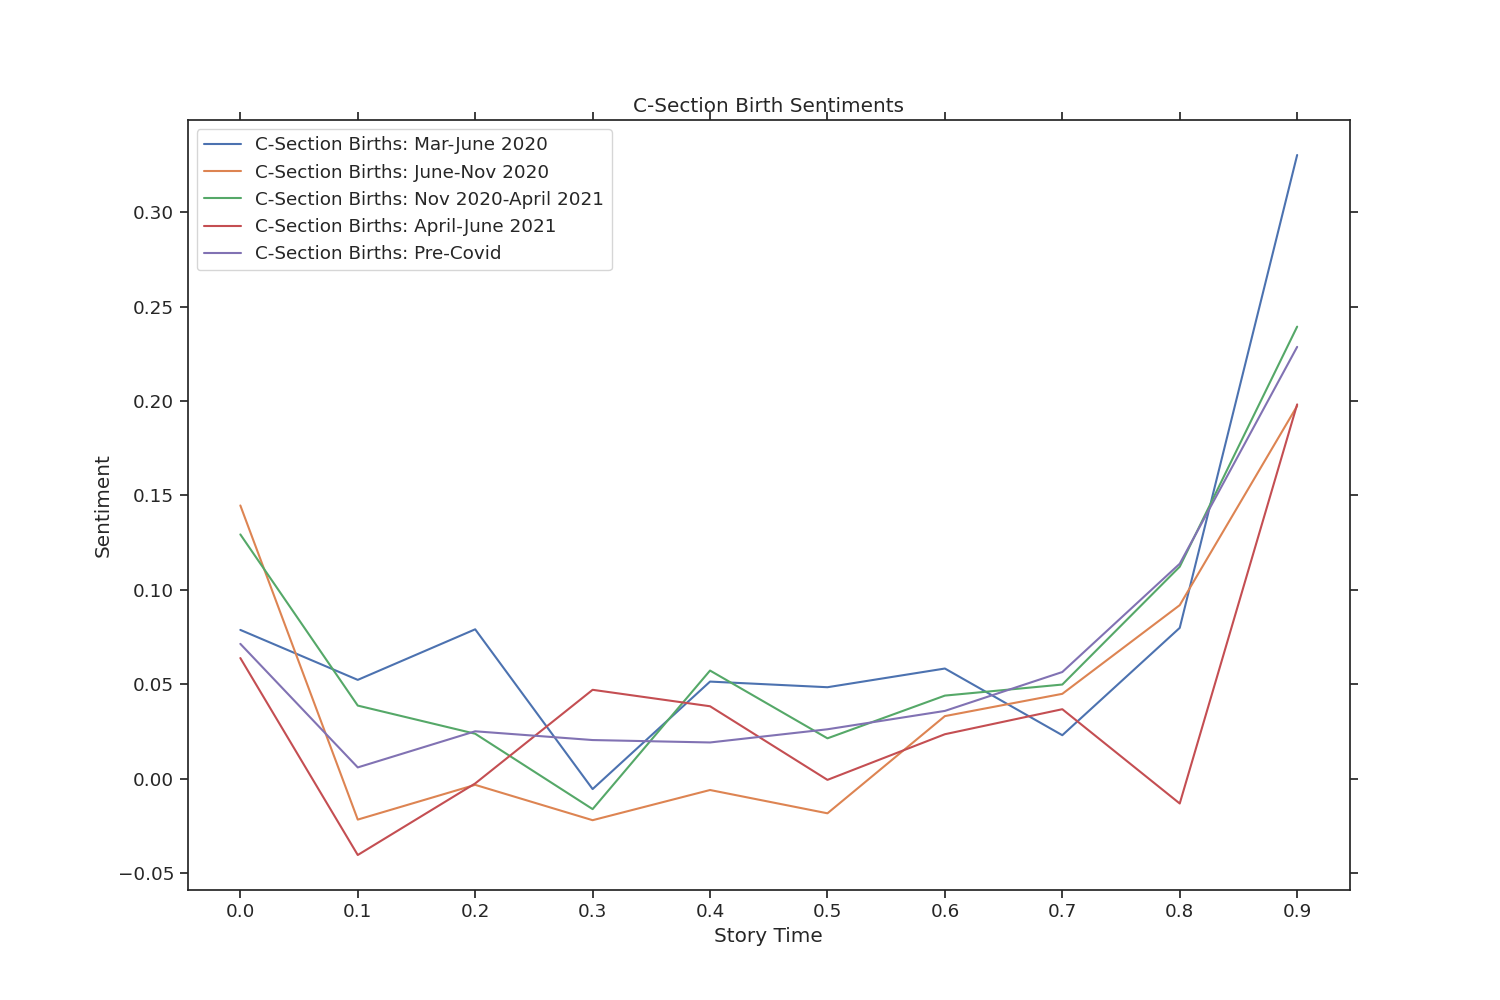 C-Section Birth Sentiments
C-Section Births: Mar-June 2020
C-Section Births: June-Nov 2020
C-Section Births: Nov 2020-April 2021
C-Section Births: April-June 2021
C-Section Births: Pre-Covid
0.30
0.25
0.20
0.15
0.10
0.05
0.00
−0.05
Sentiment
0.0 0.1 0.2 0.3 0.4 0.5 0.6 0.7 0.8 0.9
Story Time